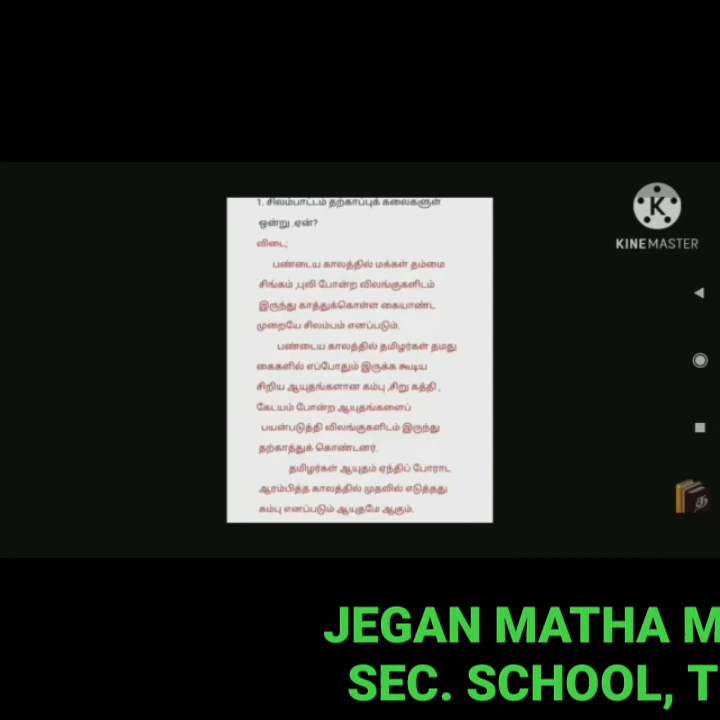 1. சிலம்பாட்டம் தற்காப்புக் கலைகளுள்
ஒன்று .ஏன்?
விடை;
பண்டைய காலத்தில் மக்கள் தம்மை
சிங்கம் ,புலி போன்ற விலங்குகளிடம்
இருந்து காத்துக்கொள்ள கையாண்ட
முறையே சிலம்பம் எனப்படும்.
பண்டைய காலத்தில் தமிழர்கள் தமது
கைகளில் எப்போதும் இருக்க கூடிய
சிறிய ஆயுதங்களான கம்பு ,சிறு கத்தி ,
கேடயம் போன்ற ஆயுதங்களைப்
பயன்படுத்தி விலங்குகளிடம் இருந்து
தற்காத்துக் கொண்டனர்.
தமிழர்கள் ஆயுதம் ஏந்திப் போராட
ஆரம்பித்த காலத்தில் முதலில் எடுத்தது
கம்பு எனப்படும் ஆயுதமே ஆகும்.
K
KINEMASTER
த
JEGAN MATHA M
SEC. SCHOOL, T